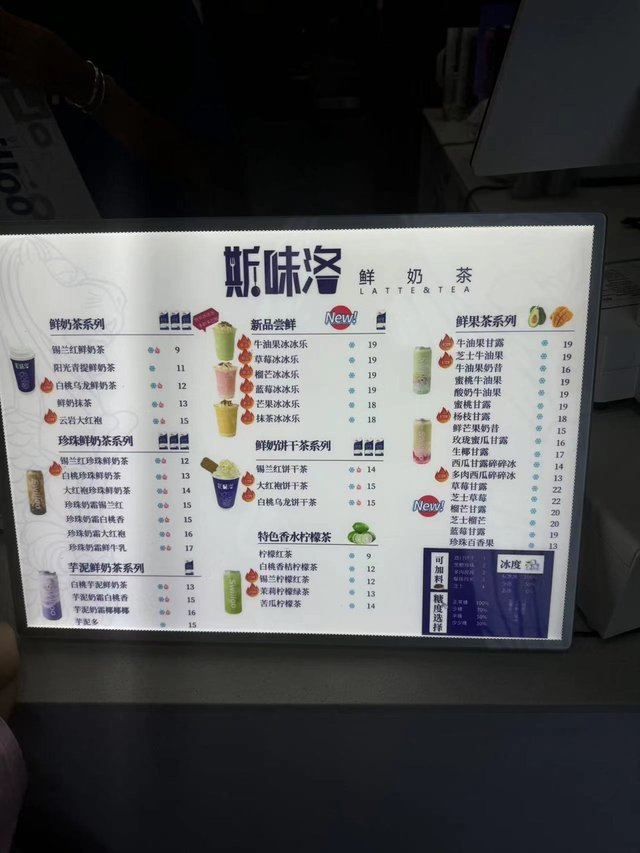 斯味洛
鲜奶茶
LATTE&TEA
鲜奶茶系列
锡兰红鲜奶茶 9
阳光青提鲜奶茶 11
白桃乌龙鲜奶茶 12
鲜奶抹茶 13
云岩大红袍 15
珍珠鲜奶茶系列
锡兰红珍珠鲜奶茶 12
白桃珍珠鲜奶茶 13
大红袍珍珠鲜奶茶 14
珍珠奶霜锡兰红 15
珍珠奶霜白桃香 15
珍珠奶霜大红袍 16
珍珠奶霜鲜牛乳 17
芋泥鲜奶茶系列
白桃芋泥鲜奶茶 13
芋泥奶霜白桃香 15
芋泥奶霜椰椰椰 16
芋泥多 15
新品尝鲜
New!
牛油果冰冰乐 19
草莓冰冰乐 19
榴芒冰冰乐 19
蓝莓冰冰乐 19
芒果冰冰乐 18
抹茶冰冰乐 18
鲜奶饼干茶系列
锡兰红饼干茶 14
大红袍饼干茶 15
白桃乌龙饼干茶 15
特色香水柠檬茶
柠檬红茶 9
白桃香桔柠檬茶 12
锡兰柠檬红茶 12
茉莉柠檬绿茶 13
苦瓜柠檬茶 14
鲜果茶系列
牛油果甘露 19
芝士牛油果 19
牛油果奶昔 16
蜜桃牛油果 19
酸奶牛油果 19
蜜桃甘露
杨枝甘露
鲜芒果奶昔
玫珑蜜瓜甘露
生椰甘露
西瓜甘露碎碎冰
多肉西瓜碎碎冰
草莓甘露
芝士草莓
New!
榴芒甘露
芝士榴芒
蓝莓甘露
珍珠百香果 13
可加料
冰度
糖度选择
100%
70%
50%
30%